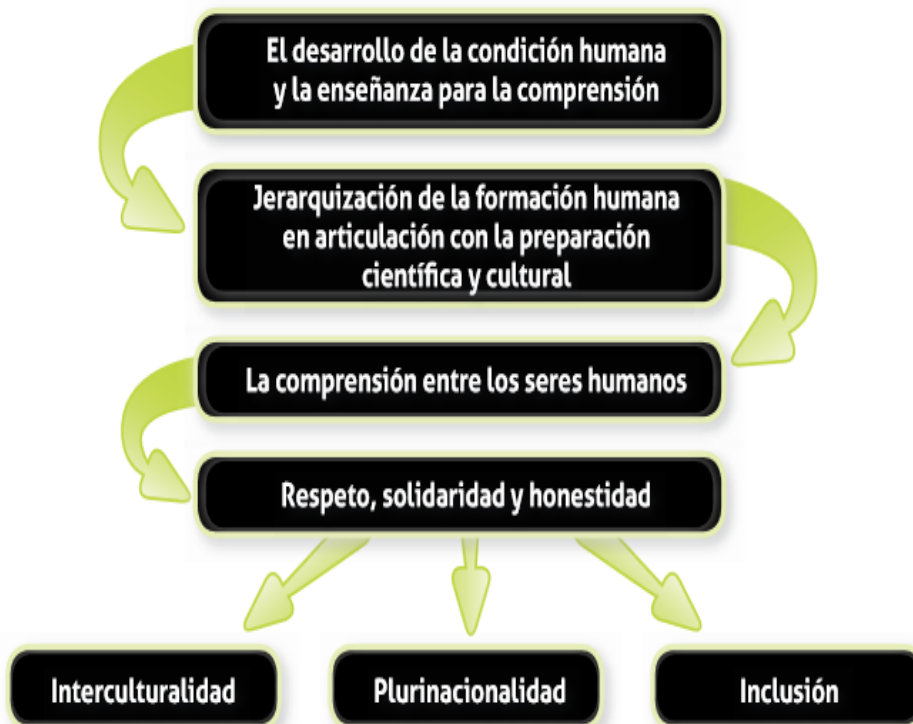 El desarrollo de la condición humana
y la enseñanza para la comprensión
Jerarquización de la formación humana
en articulación con la preparación
científica y cultural
La comprensión entre los seres humanos
Respeto, solidaridad y honestidad
Interculturalidad
Plurinacionalidad
Inclusión